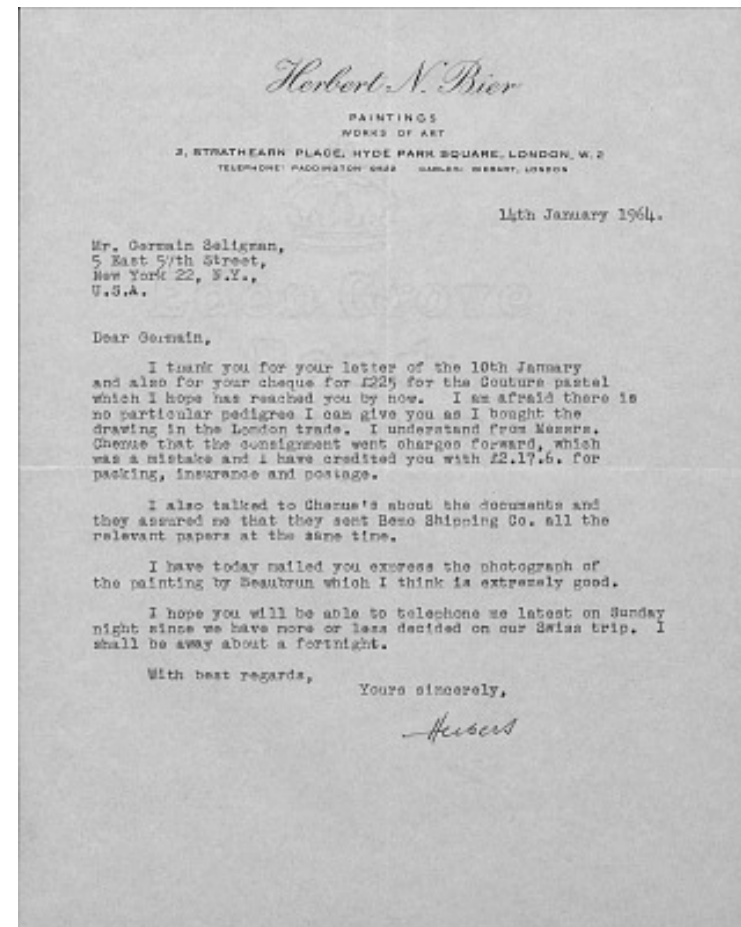 Herbert N. Bier
PAINTINGS
WORKS OF ART
2, STRATHEARN PLACE, HYDE PARK SQUARE, LONDON, W. 2
TELEPHONE: PADDINGTON CABLES: LONDON
14th January 1964.
Mr. Germain Seligman,
5 East 57th Street,
New York 22, N.Y.,
U.S.A.
Dear Germain,
I thank you for your letter of the 10th January
and also for your cheque for £225 for the Couture pastel
which I hope has reached you by now. I am afraid there is
no particular pedigree I can give you as I bought the
drawing in the London trade. I understand from Messrs.
Chenue that the consignment went charges forward, which
was a mistake and I have credited you with £2.17.6. for
packing, insurance and postage.
I also talked to Chenue's about the documents and
they assured me that they sent Shipping Co. all the
relevant papers at the same time.
I have today mailed you express the photograph of
the painting by Beaubrun which I think is extremely good.
I hope you will be able to telephone me latest on Sunday
night since we have more or less decided on our Swiss trip. I
shall be away about a fortnight.
With best regards,
Yours sincerely,
Herbert